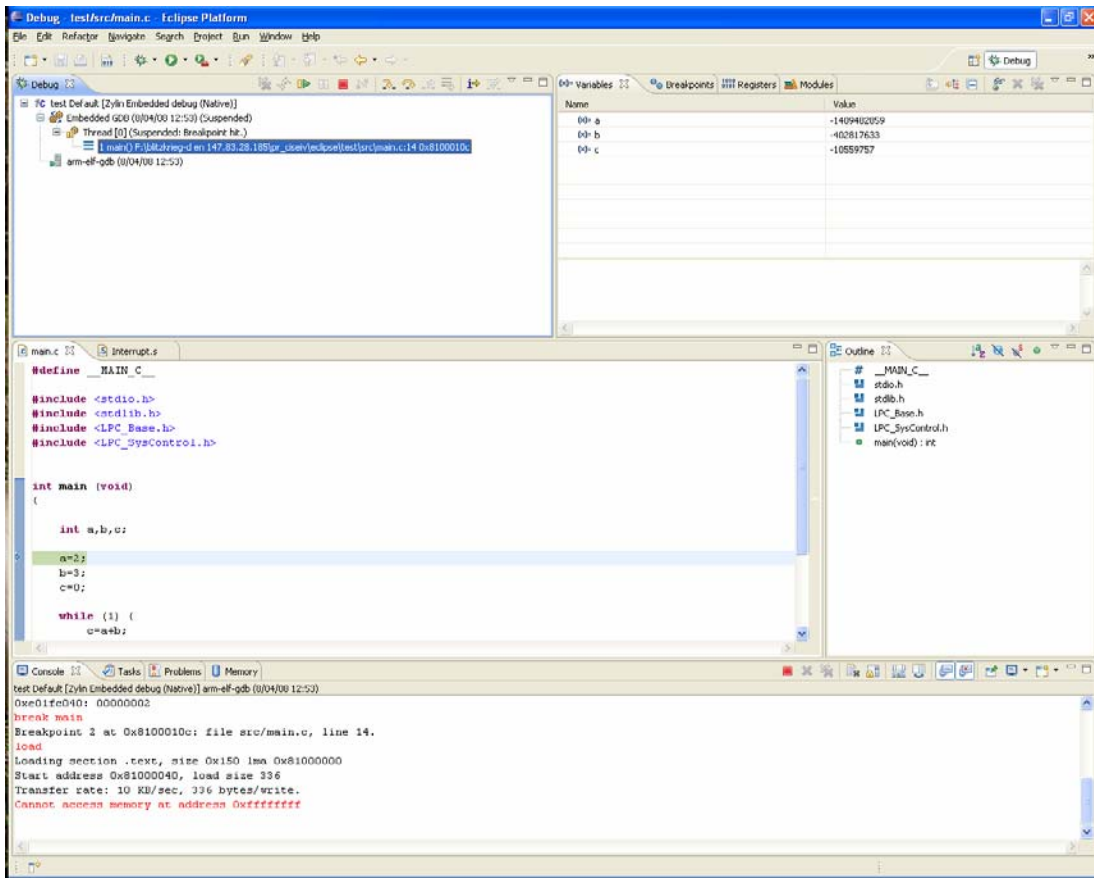 Debug - test/src/main.c - Eclipse Platform
File Edit Refactor Navigate Search Project Run Window Help
Debug
Debug
test Default [Zylin Embedded debug (Native)]
Embedded GDB (8/04/08 12:53) (Suspended)
Thread [0] (Suspended: Breakpoint hit.)
1 main() F:\blitzkrieg-d en 147.83.28.185\pr_ciseiv\eclipse\test\src\main.c:14 0x8100010c
arm-elf-gdb (8/04/08 12:53)
Variables Breakpoints Registers Modules
Name Value
a -1409482859
b -402817633
c -10559757
main.c Interrupt.s
#define __MAIN_C__
#include <stdio.h>
#include <stdlib.h>
#include <LPC_Base.h>
#include <LPC_SysControl.h>
int main (void)
{
int a,b,c;
a=2;
b=3;
c=0;
while (1) {
c=a+b;
Outline
# __MAIN_C__
stdio.h
stdlib.h
LPC_Base.h
LPC_SysControl.h
main(void) : int
Console Tasks Problems Memory
test Default [Zylin Embedded debug (Native)] arm-elf-gdb (8/04/08 12:53)
0xe01fc040: 00000002
break main
Breakpoint 2 at 0x8100010c: file src/main.c, line 14.
load
Loading section .text, size 0x150 lma 0x81000000
Start address 0x81000040, load size 336
Transfer rate: 10 KB/sec, 336 bytes/write.
Cannot access memory at address 0xffffffff